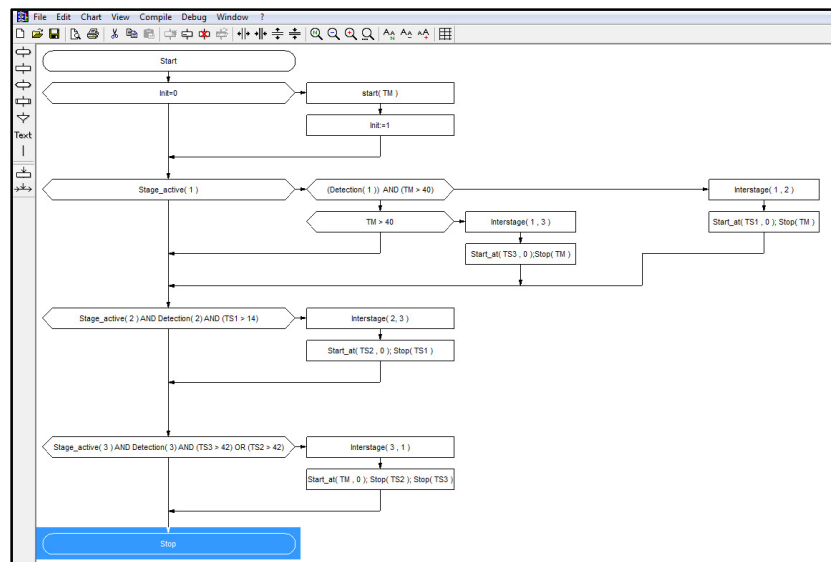 File Edit Chart View Compile Debug Window ?
Start
Init=0
start( TM )
Init:=1
Text
Stage_active( 1 )
(Detection( 1 )) AND (TM > 40)
Interstage( 1 , 2 )
TM > 40
Interstage( 1 , 3 )
Start_at( TS1 , 0 ); Stop( TM )
Start_at( TS3 , 0 );Stop( TM )
Stage_active( 2 ) AND Detection( 2) AND (TS1 > 14)
Interstage( 2, 3 )
Start_at( TS2 , 0 ); Stop( TS1 )
Stage_active( 3 ) AND Detection( 3) AND (TS3 > 42) OR (TS2 > 42)
Interstage( 3 , 1 )
Start_at( TM , 0 ); Stop( TS2 ); Stop( TS3 )
Stop